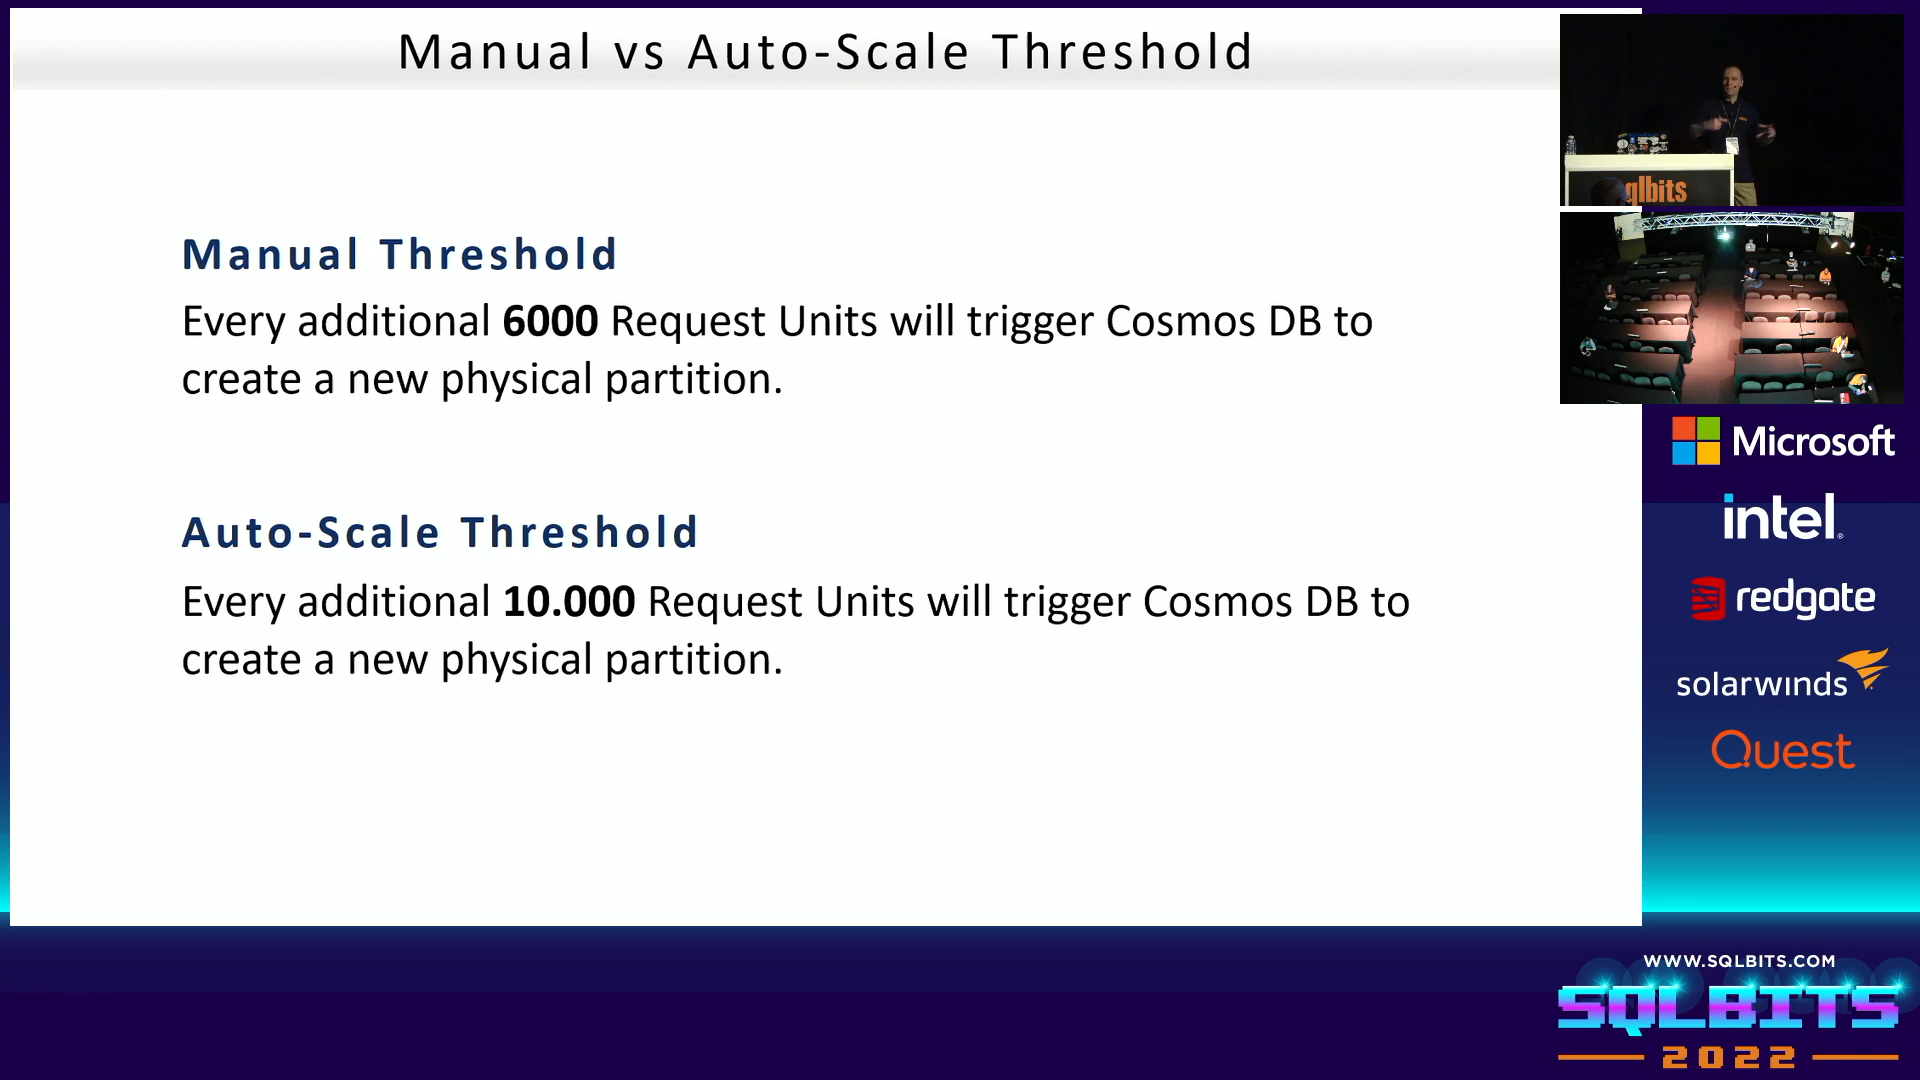 Manual vs Auto-Scale Threshold
Manual Threshold
Every additional 6000 Request Units will trigger Cosmos DB to
create a new physical partition.
Auto-Scale Threshold
Every additional 10.000 Request Units will trigger Cosmos DB to
create a new physical partition.
qlbits
Microsoft
intel
redgate
solarwinds
Quest
WWW.SQLBITS.COM
SQLBITS
2022